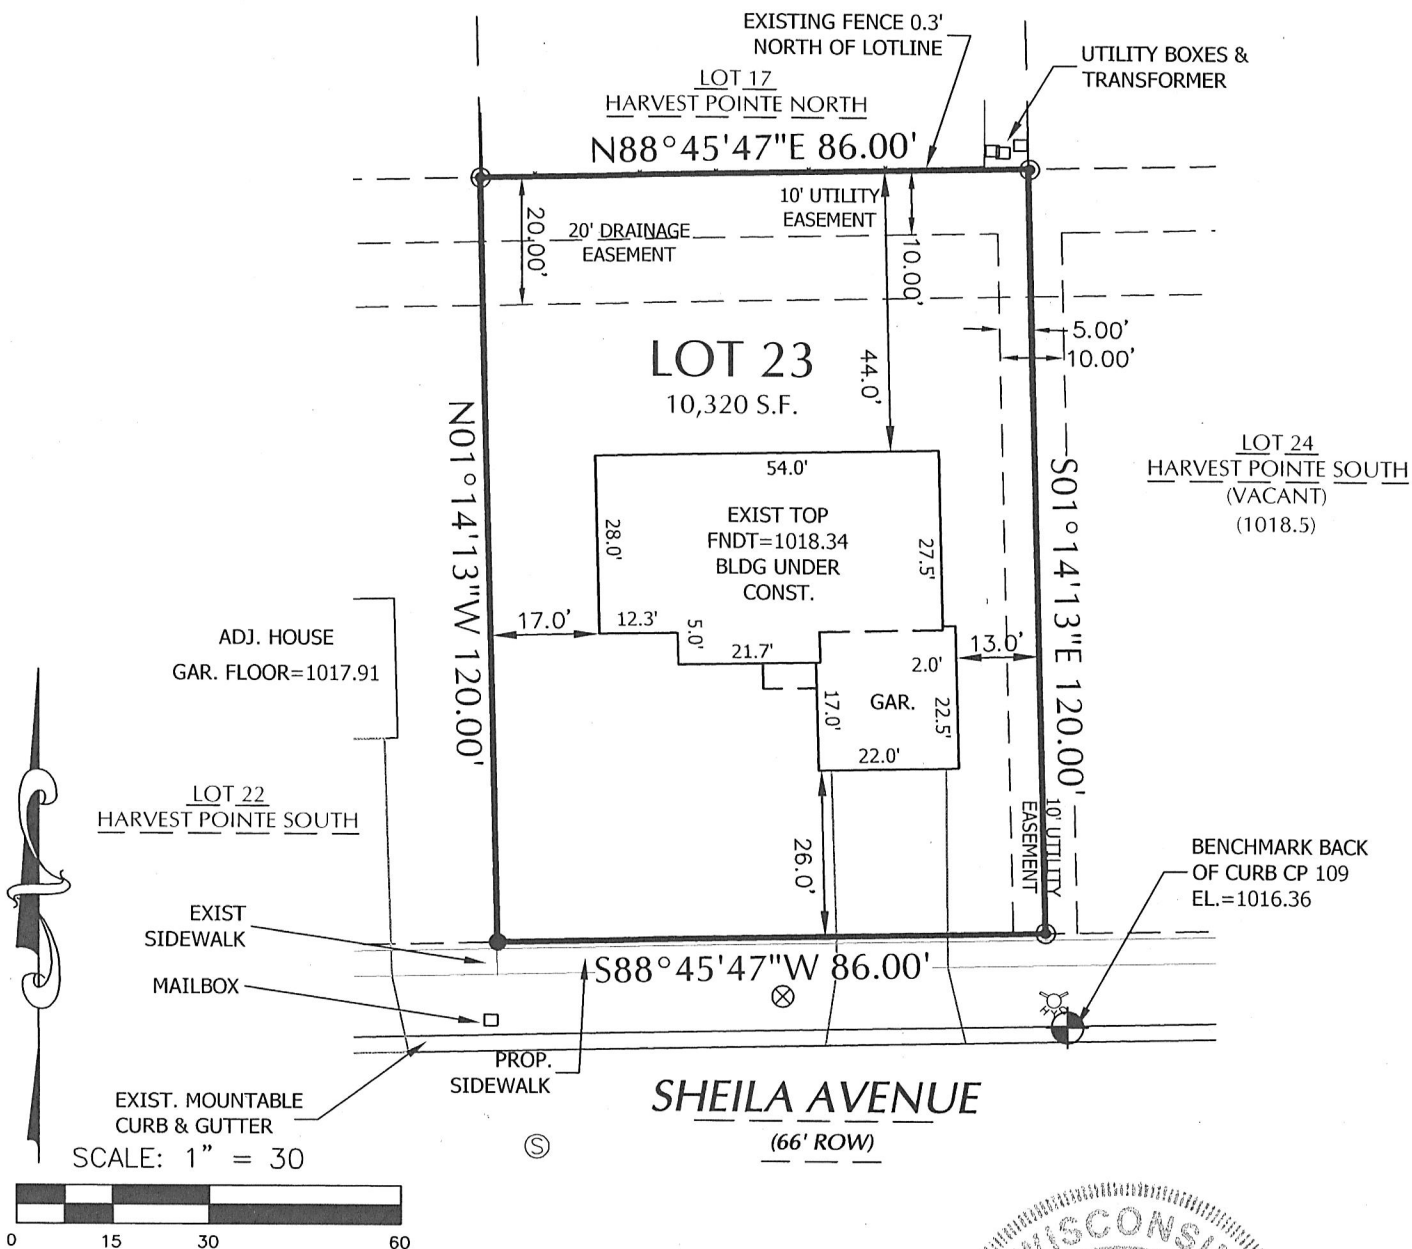 EXISTING FENCE 0.3'
NORTH OF LOTLINE
UTILITY BOXES &
TRANSFORMER
LOT 17
HARVEST POINTE NORTH
N88°45'47"E 86.00'
10' UTILITY
EASEMENT
20' DRAINAGE
EASEMENT
20.00'
10.00'
5.00'
10.00'
LOT 23
10,320 S.F.
44.0'
N01°14'13"W 120.00'
S01°14'13"E 120.00'
LOT 24
HARVEST POINTE SOUTH
(VACANT)
(1018.5)
54.0'
EXIST TOP
FNDT=1018.34
BLDG UNDER
CONST.
28.0'
27.5'
17.0'
12.3'
5.0'
21.7'
13.0'
2.0'
GAR.
17.0'
22.5'
22.0'
ADJ. HOUSE
GAR. FLOOR=1017.91
LOT 22
HARVEST POINTE SOUTH
26.0'
10' UTILITY
EASEMENT
BENCHMARK BACK
OF CURB CP 109
EL.=1016.36
EXIST
SIDEWALK
MAILBOX
S88°45'47"W 86.00'
HYD
PROP.
SIDEWALK
EXIST. MOUNTABLE
CURB & GUTTER
SHEILA AVENUE
(66' ROW)
S
SCALE: 1" = 30
0 15 30 60
WISCONSI